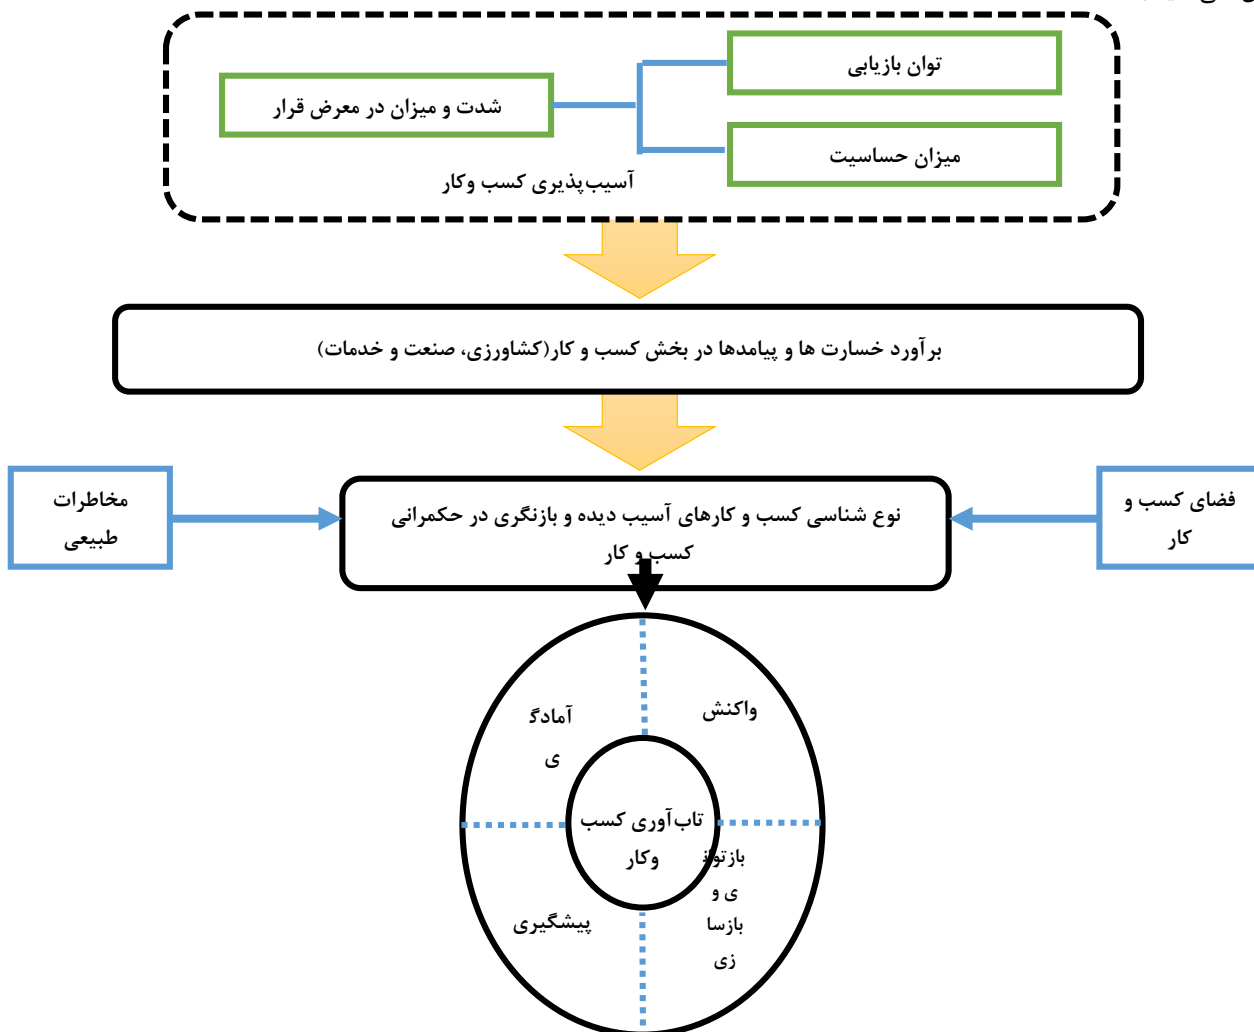 توان بازیابی
شدت و میزان در معرض قرار
میزان حساسیت
آسیب‌پذیری کسب وکار
برآورد خسارت ها و پیامدها در بخش کسب و کار(کشاورزی، صنعت و خدمات)
مخاطرات
طبیعی
نوع شناسی کسب و کارهای آسیب دیده و بازنگری در حکمرانی
کسب و کار
فضای کسب و
کار
واکنش
آمادگ
ی
تاب‌آوری کسب
وکار
بازتوان
ی و
بازسا
زی
پیشگیری